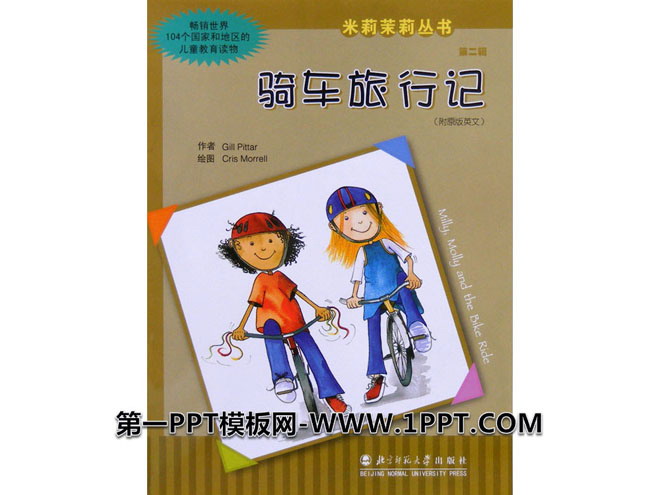 畅销世界
104个国家和地区的
儿童教育读物
米莉茉莉丛书
第二辑
骑车旅行记
(附原版英文)
作者 Gill Pittar
绘图 Cris Morrell
Milly, Molly and the Bike Ride
第一PPT模板网-WWW.1PPT.COM
北京师范大学出版社
BEIJING NORMAL UNIVERSITY PRESS